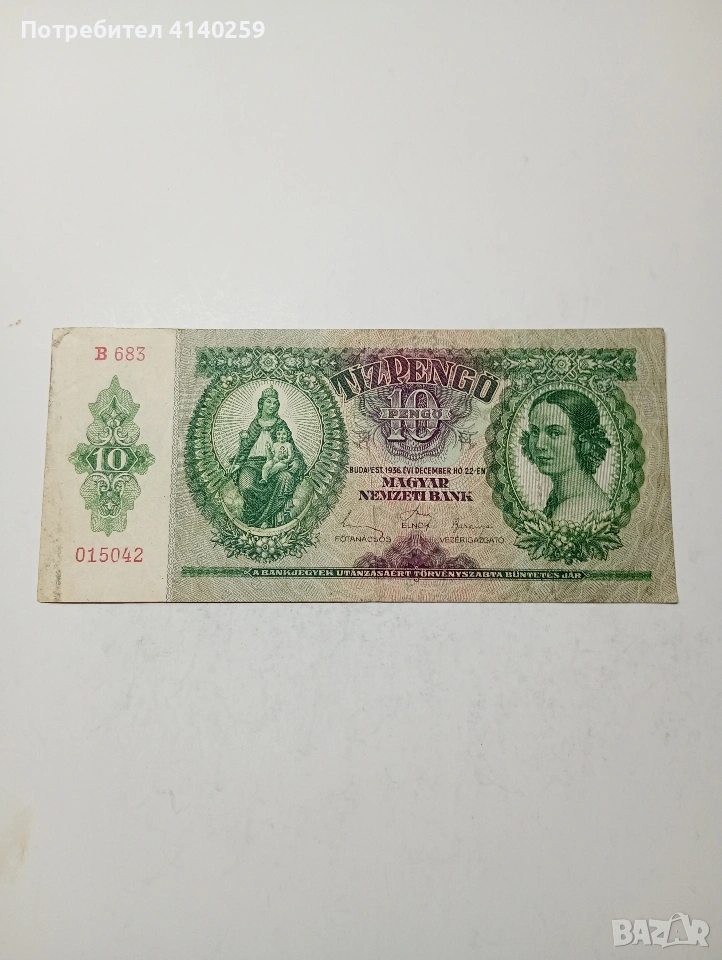 Потребител 4140259
B 683
TÍZPENGŐ
10
PENGŐ
10
BUDAPEST, 1936. ÉVI DECEMBER HÓ 22-ÉN
MAGYAR
NEMZETI BANK
ELNÖK
FŐTANÁCSOS VEZÉRIGAZGATÓ
015042
A BANKJEGYEK UTÁNZÁSÁÉRT TÖRVÉNYSZABTA BÜNTETÉS JÁR
BAZAR